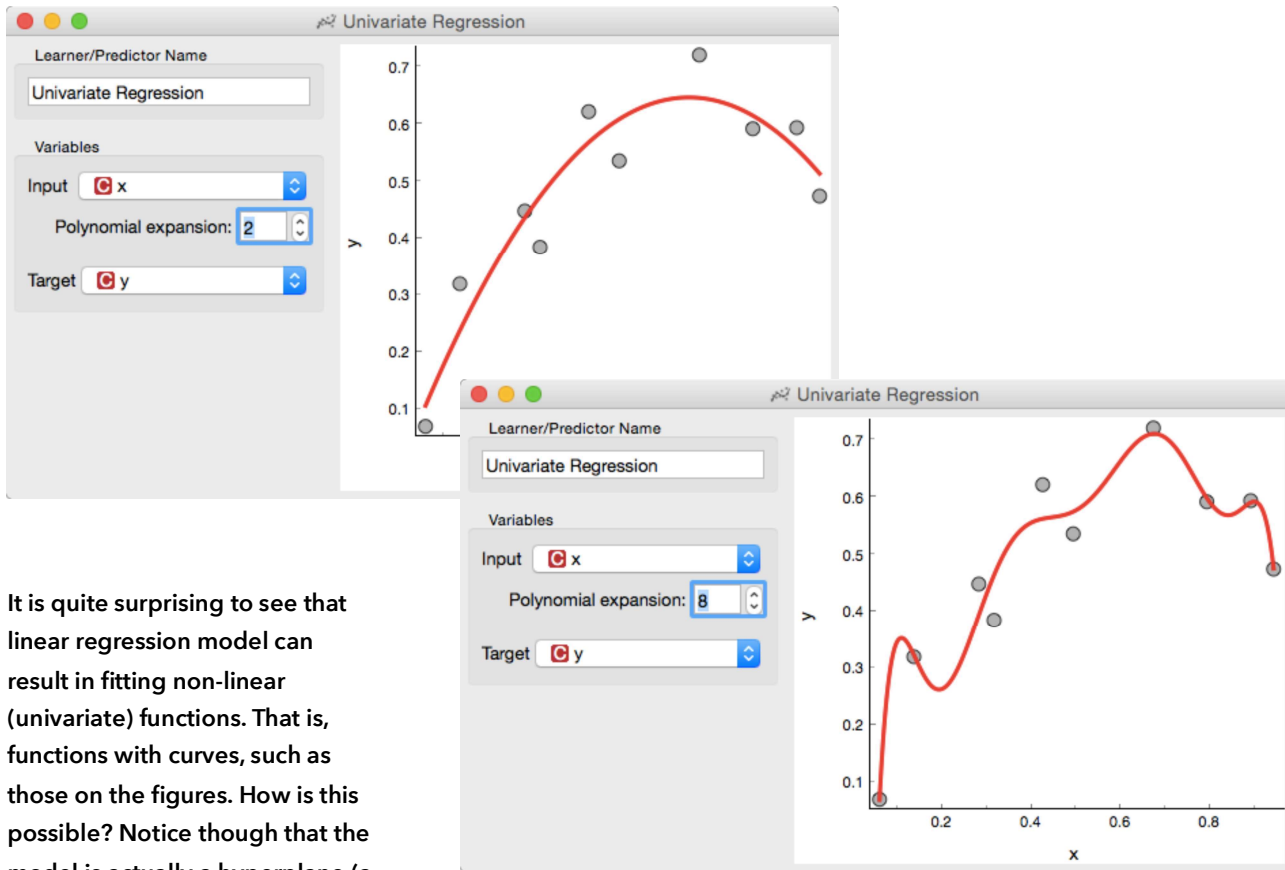 Univariate Regression
Learner/Predictor Name
Univariate Regression
Variables
Input C x
Polynomial expansion: 2
Target C y
0.7
0.6
0.5
0.4
0.3
0.2
0.1
y
Univariate Regression
Learner/Predictor Name
Univariate Regression
Variables
Input C x
Polynomial expansion: 8
Target C y
0.7
0.6
0.5
0.4
0.3
0.2
0.1
y
0.2 0.4 0.6 0.8
x
It is quite surprising to see that
linear regression model can
result in fitting non-linear
(univariate) functions. That is,
functions with curves, such as
those on the figures. How is this
possible? Notice though that the
model is actually a hyperplane (a